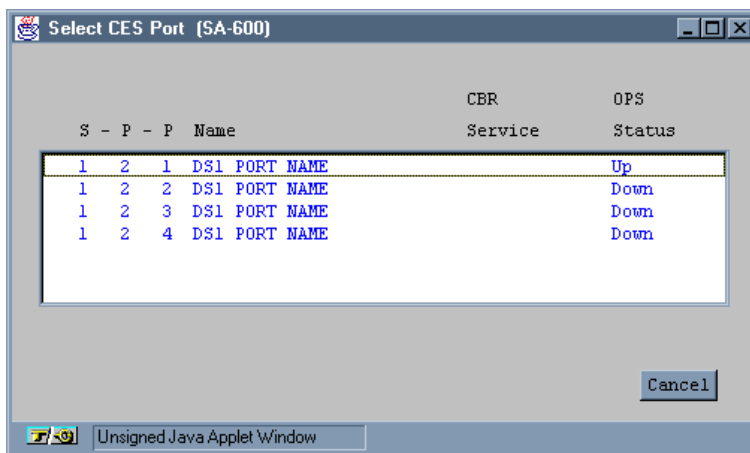 Select CES Port (SA-600)
CBR OPS
S - P - P Name Service Status
1 2 1 DS1 PORT NAME Up
1 2 2 DS1 PORT NAME Down
1 2 3 DS1 PORT NAME Down
1 2 4 DS1 PORT NAME Down
Cancel
Unsigned Java Applet Window